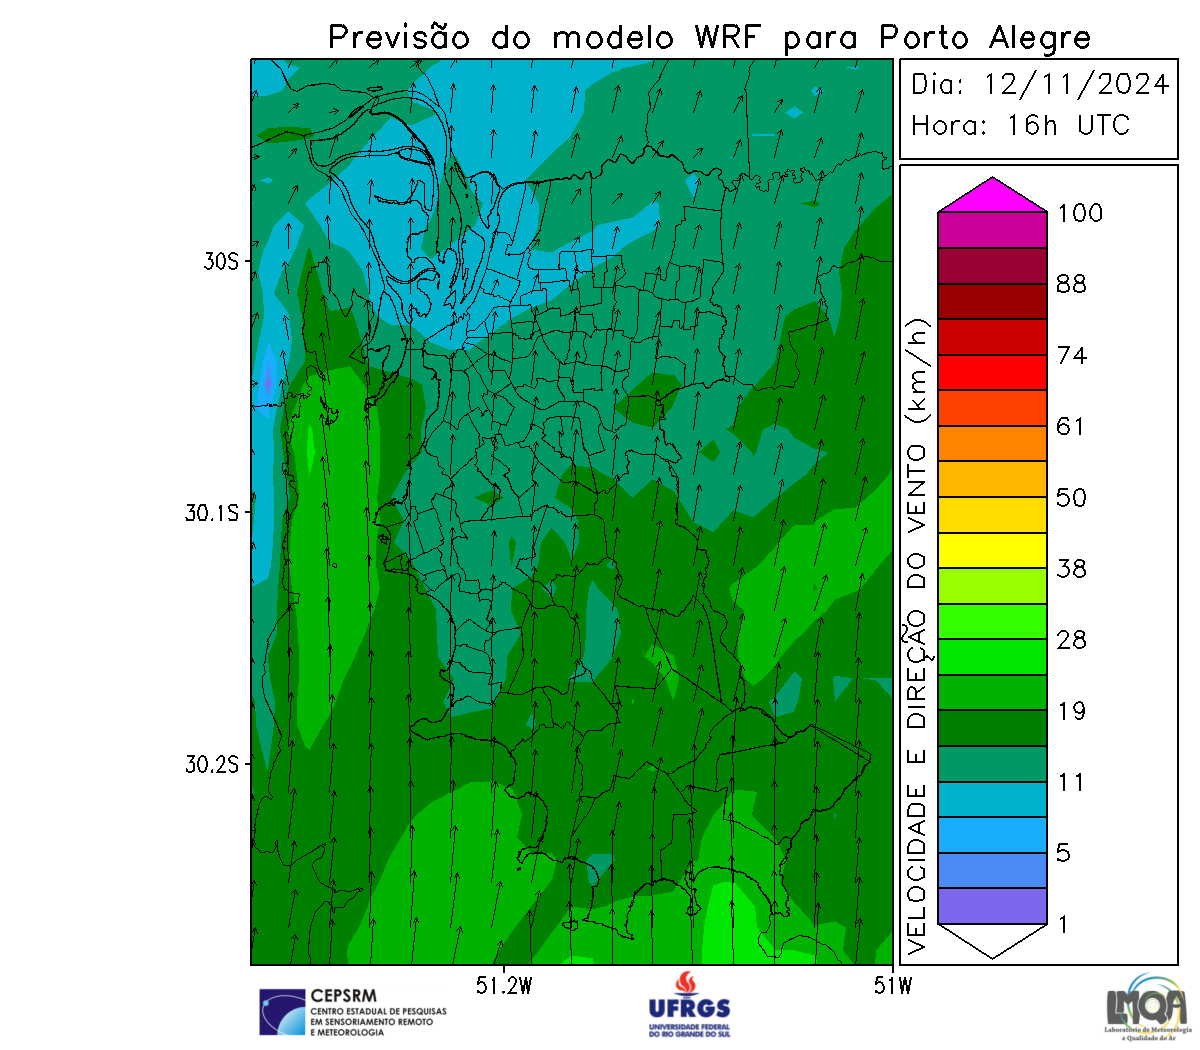 Previsão do modelo WRF para Porto Alegre
Dia: 12/11/2024
Hora: 16h UTC
30S
30.1S
30.2S
51.2W
51W
VELOCIDADE E DIREÇÃO DO VENTO (km/h)
100
88
74
61
50
38
28
19
11
5
1
CEPSRM
CENTRO ESTADUAL DE PESQUISAS
EM SENSORIAMENTO REMOTO
E METEOROLOGIA
UFRGS
UNIVERSIDADE FEDERAL
DO RIO GRANDE DO SUL
LMQA
Laboratório de Meteorologia
e Qualidade do Ar